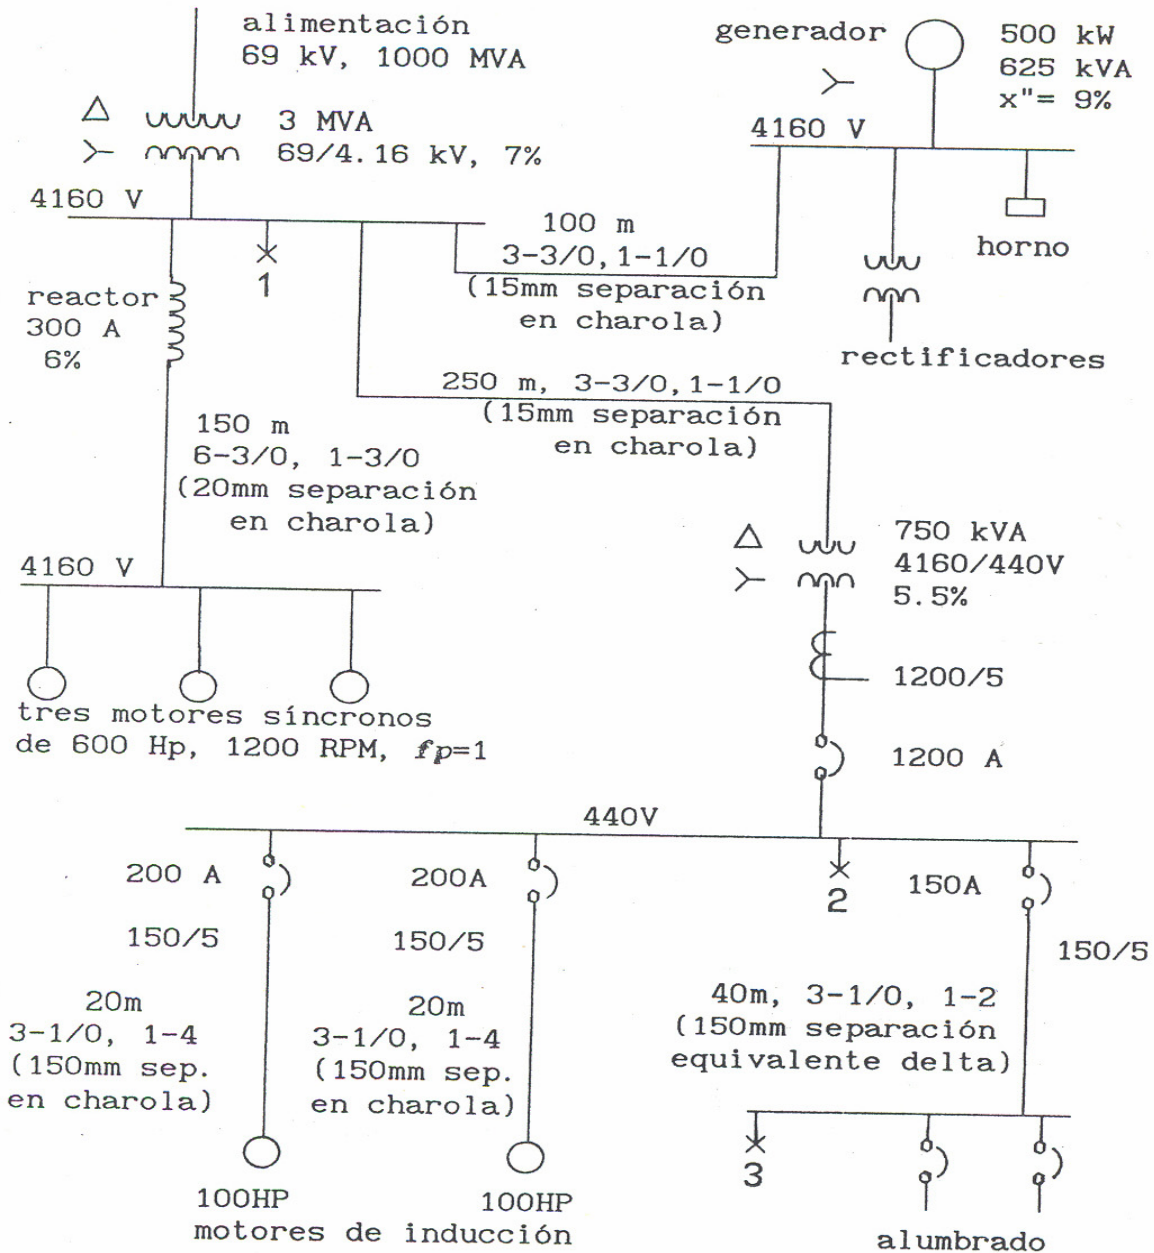 alimentación
69 kV, 1000 MVA
3 MVA
69/4.16 kV, 7%
4160 V
generador
500 kW
625 kVA
x"= 9%
4160 V
horno
rectificadores
100 m
3-3/0, 1-1/0
(15mm separación
en charola)
1
reactor
300 A
6%
250 m, 3-3/0, 1-1/0
(15mm separación
en charola)
150 m
6-3/0, 1-3/0
(20mm separación
en charola)
4160 V
tres motores síncronos
de 600 Hp, 1200 RPM, fp=1
750 kVA
4160/440V
5.5%
1200/5
1200 A
440V
200 A
150/5
20m
3-1/0, 1-4
(150mm sep.
en charola)
100HP
200A
150/5
20m
3-1/0, 1-4
(150mm sep.
en charola)
100HP
motores de inducción
2
150A
150/5
40m, 3-1/0, 1-2
(150mm separación
equivalente delta)
3
alumbrado